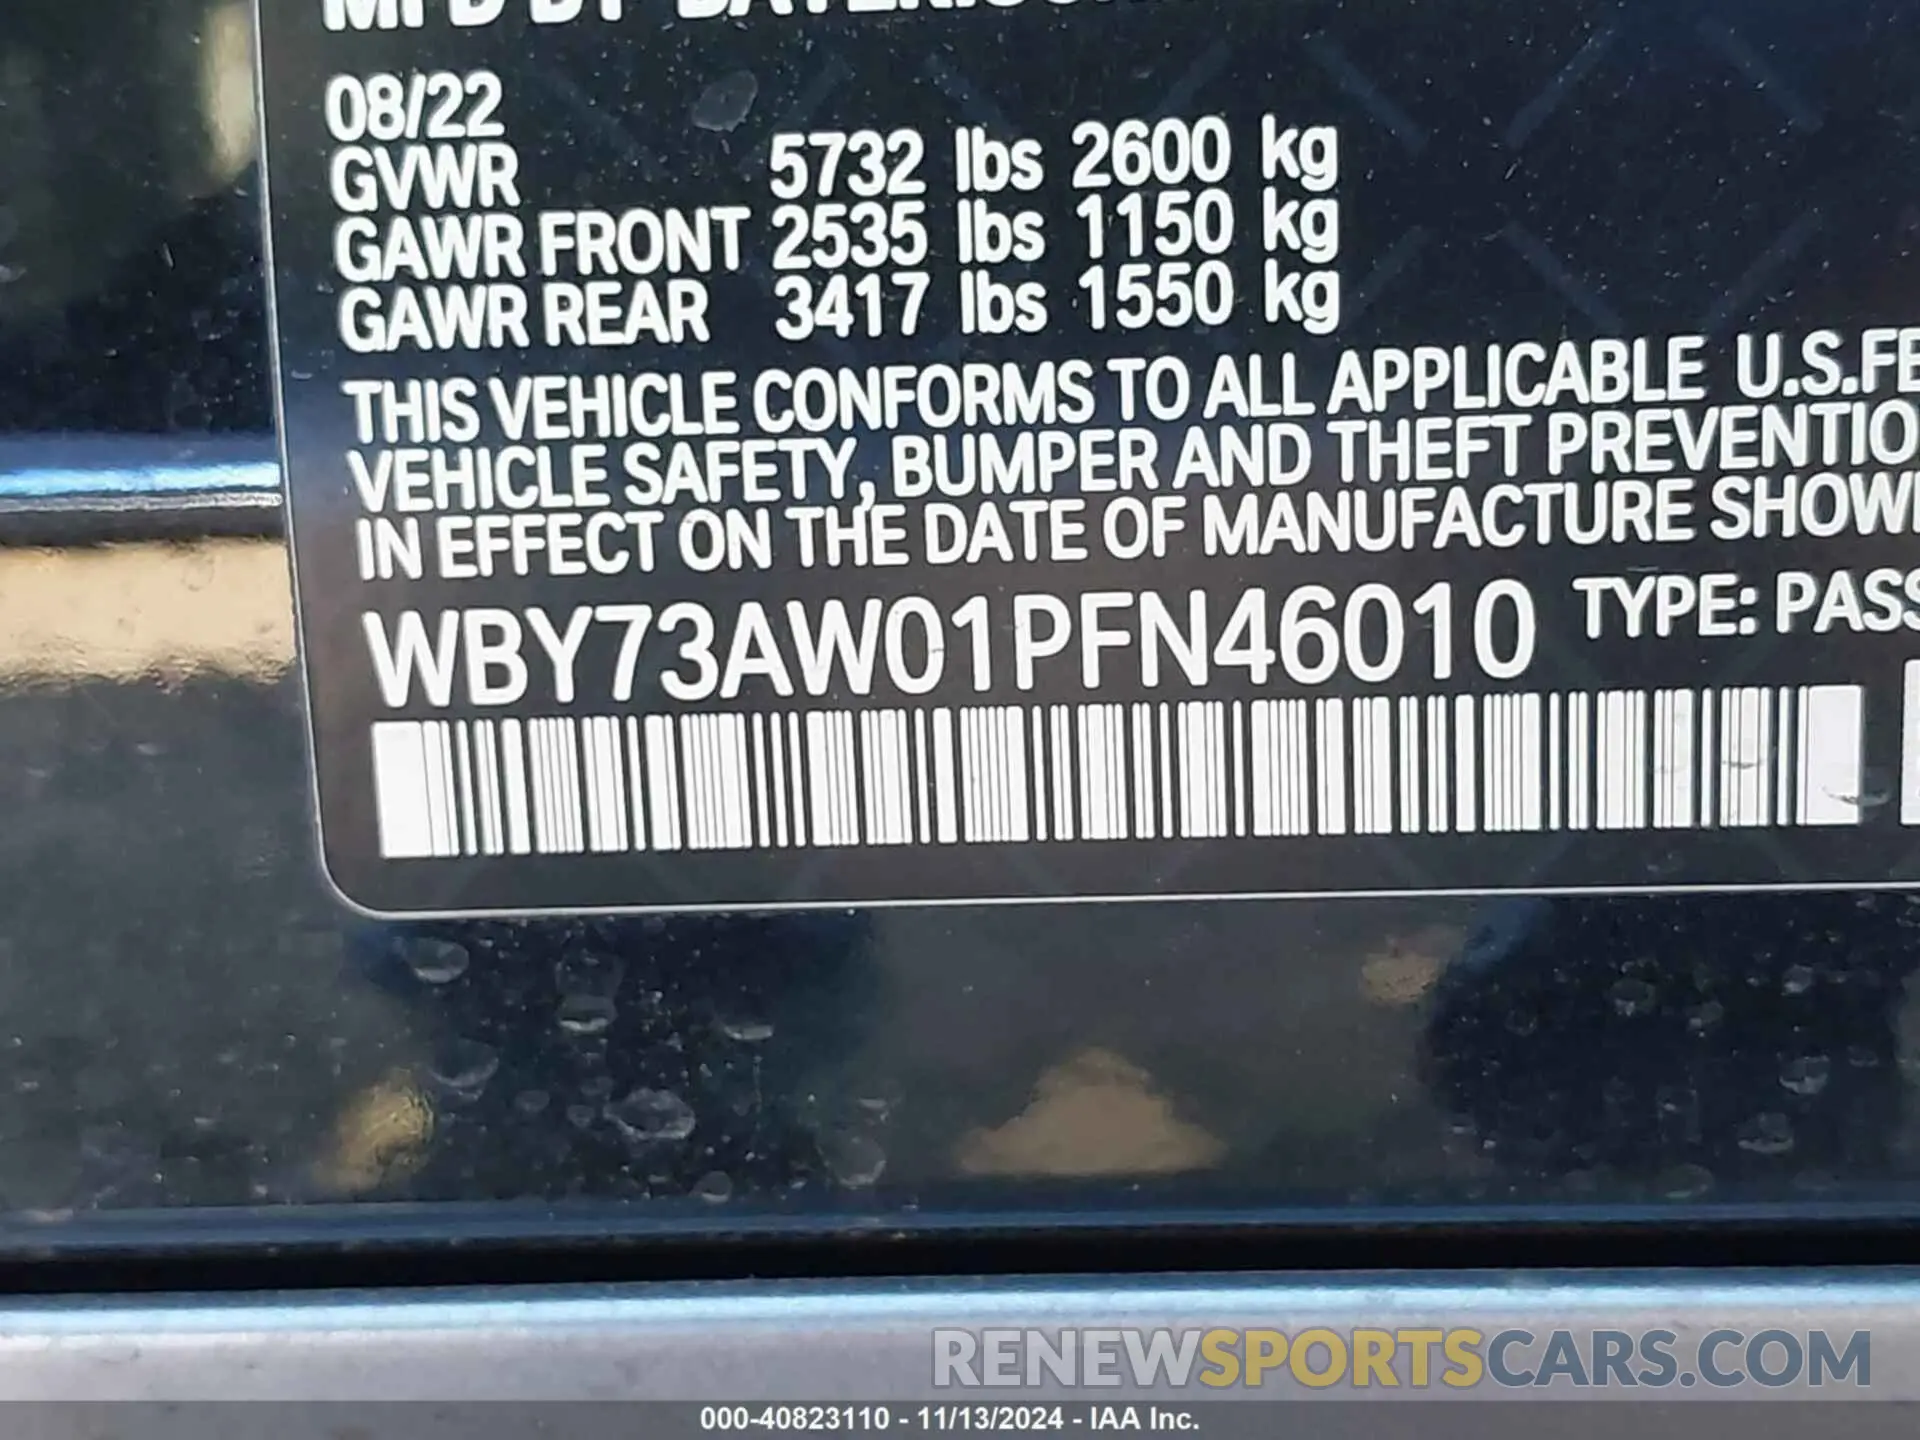 MFD BY
08/22
GVWR 5732 lbs 2600 kg
GAWR FRONT 2535 lbs 1150 kg
GAWR REAR 3417 lbs 1550 kg
THIS VEHICLE CONFORMS TO ALL APPLICABLE U.S.FE
VEHICLE SAFETY, BUMPER AND THEFT PREVENTIO
IN EFFECT ON THE DATE OF MANUFACTURE SHOW
WBY73AW01PFN46010 TYPE: PASS
RENEWSPORTSCARS.COM
000-40823110 - 11/13/2024 - IAA Inc.